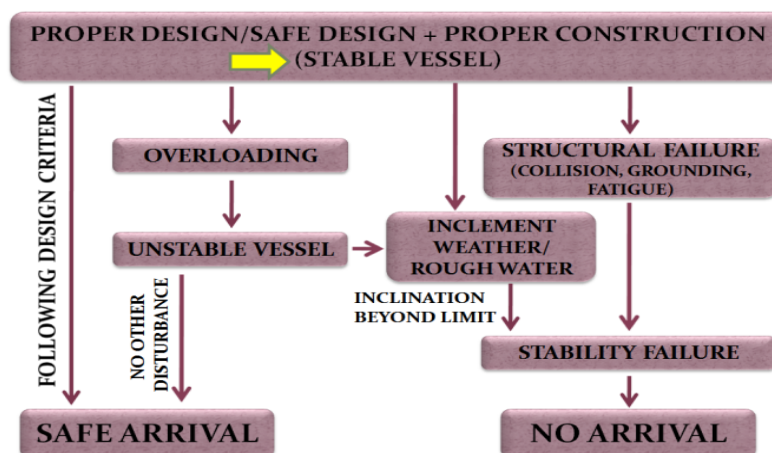 PROPER DESIGN/SAFE DESIGN + PROPER CONSTRUCTION
(STABLE VESSEL)
FOLLOWING DESIGN CRITERIA
OVERLOADING
STRUCTURAL FAILURE
(COLLISION, GROUNDING,
FATIGUE)
UNSTABLE VESSEL
INCLEMENT
WEATHER/
ROUGH WATER
NO OTHER
DISTURBANCE
INCLINATION
BEYOND LIMIT
STABILITY FAILURE
SAFE ARRIVAL
NO ARRIVAL